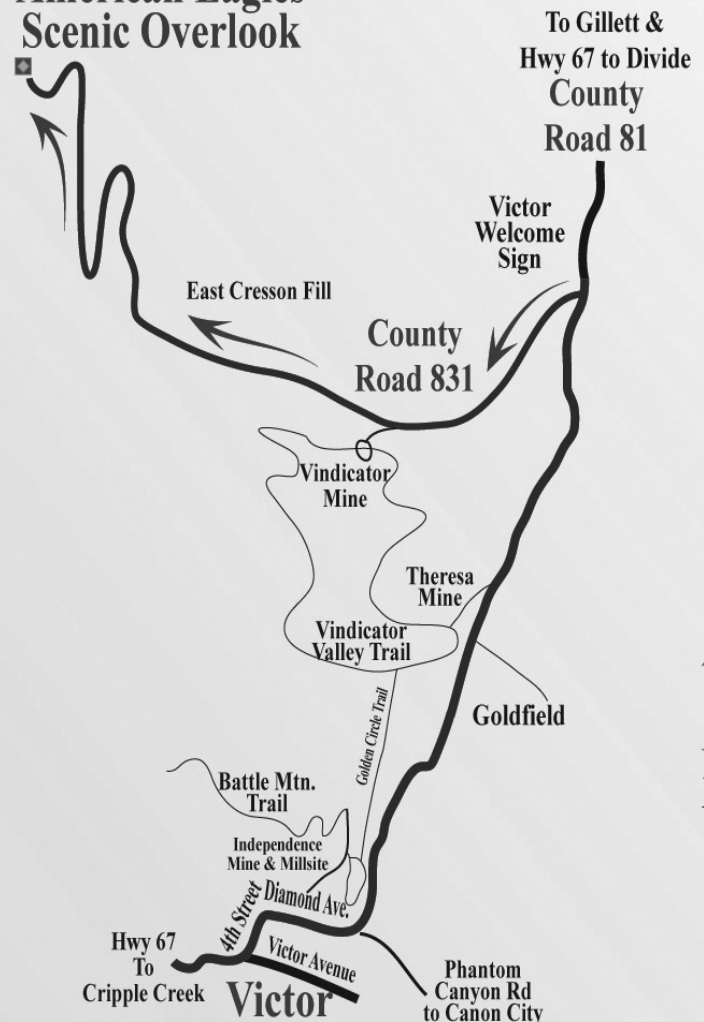 American Eagles
Scenic Overlook
To Gillett &
Hwy 67 to Divide
County
Road 81
Victor
Welcome
Sign
East Cresson Fill
County
Road 831
Vindicator
Mine
Theresa
Mine
Vindicator
Valley Trail
Goldfield
Golden Circle Trail
Battle Mtn.
Trail
Independence
Mine & Millsite
Diamond Ave.
4th Street
Hwy 67
To
Cripple Creek
Victor Avenue
Victor
Phantom
Canyon Rd
to Canon City